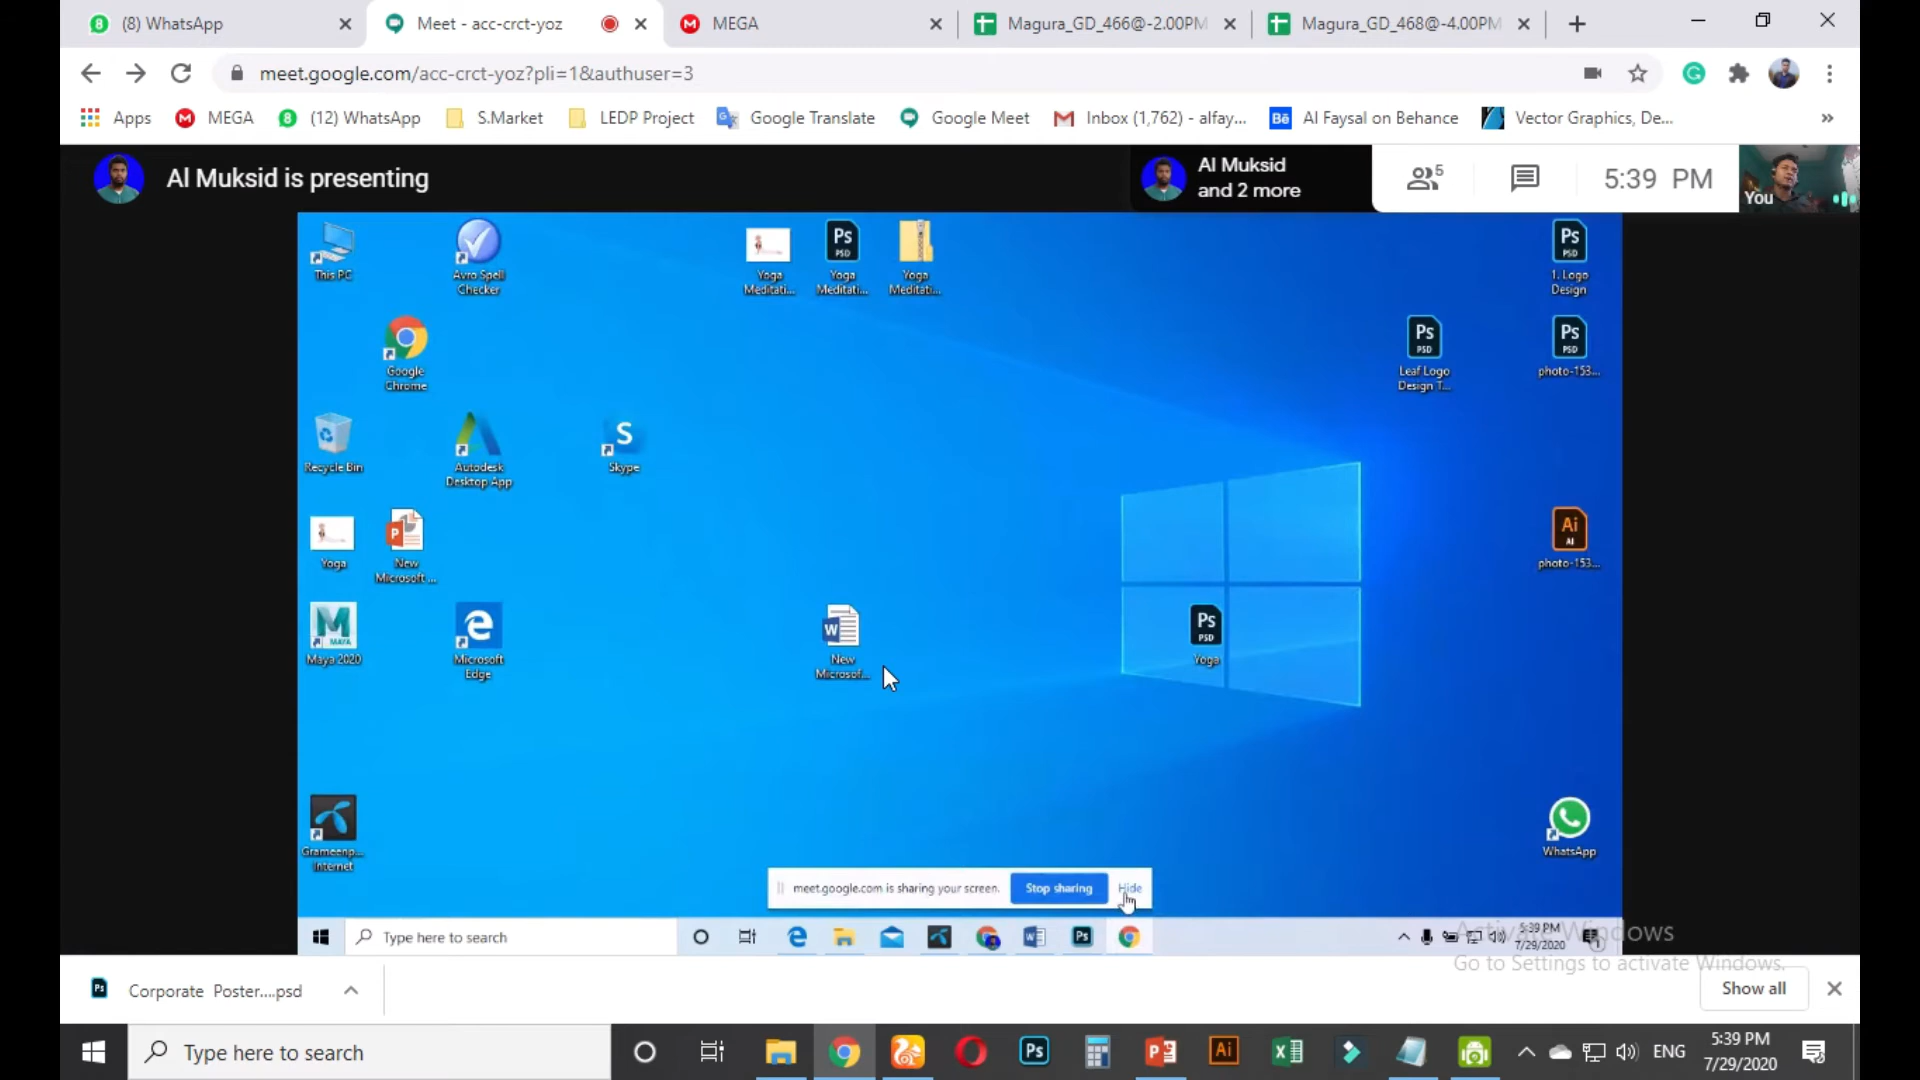 (8) WhatsApp
Meet - acc-crct-yoz
MEGA
Magura_GD_466@-2.00PM
Magura_GD_468@-4.00PM
meet.google.com/acc-crct-yoz?pli=1&authuser=3
Apps
MEGA
(12) WhatsApp
S.Market
LEDP Project
Google Translate
Google Meet
Inbox (1,762) - alfay...
Al Faysal on Behance
Vector Graphics, De...
Al Muksid is presenting
Al Muksid
and 2 more
5
5:39 PM
You
This PC
Avro Spell
Checker
Yoga
Meditati...
Yoga
Meditati...
Yoga
Meditati...
1. Logo
Design
Google
Chrome
Leaf Logo
Design T...
photo-153...
Recycle Bin
Autodesk
Desktop App
Skype
Yoga
New
Microsoft ...
photo-153...
Maya 2020
Microsoft
Edge
New
Microsof...
Yoga
Grameenp...
Internet
WhatsApp
meet.google.com is sharing your screen.
Stop sharing
Hide
Type here to search
5:39 PM
7/29/2020
Activate Windows
Go to Settings to activate Windows.
Corporate Poster....psd
Show all
Type here to search
ENG
5:39 PM
7/29/2020